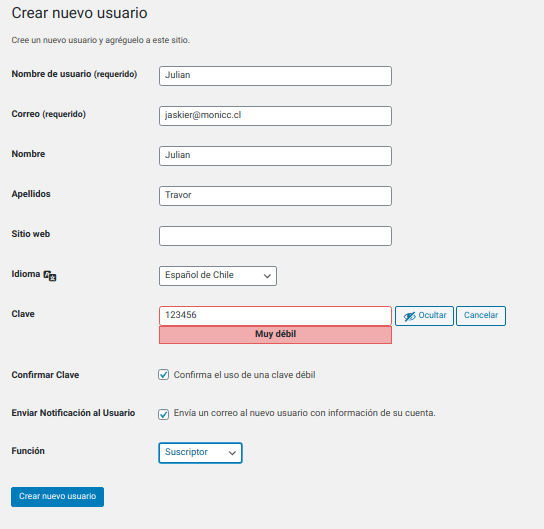 Crear nuevo usuario
Cree un nuevo usuario y agréguelo a este sitio.
Nombre de usuario (requerido) Julian
Correo (requerido) jaskier@monicc.cl
Nombre Julian
Apellidos Travor
Sitio web
Idioma Español de Chile
Clave 123456 Ocultar Cancelar
Muy débil
Confirmar Clave Confirma el uso de una clave débil
Enviar Notificación al Usuario Envía un correo al nuevo usuario con información de su cuenta.
Función Suscriptor
Crear nuevo usuario